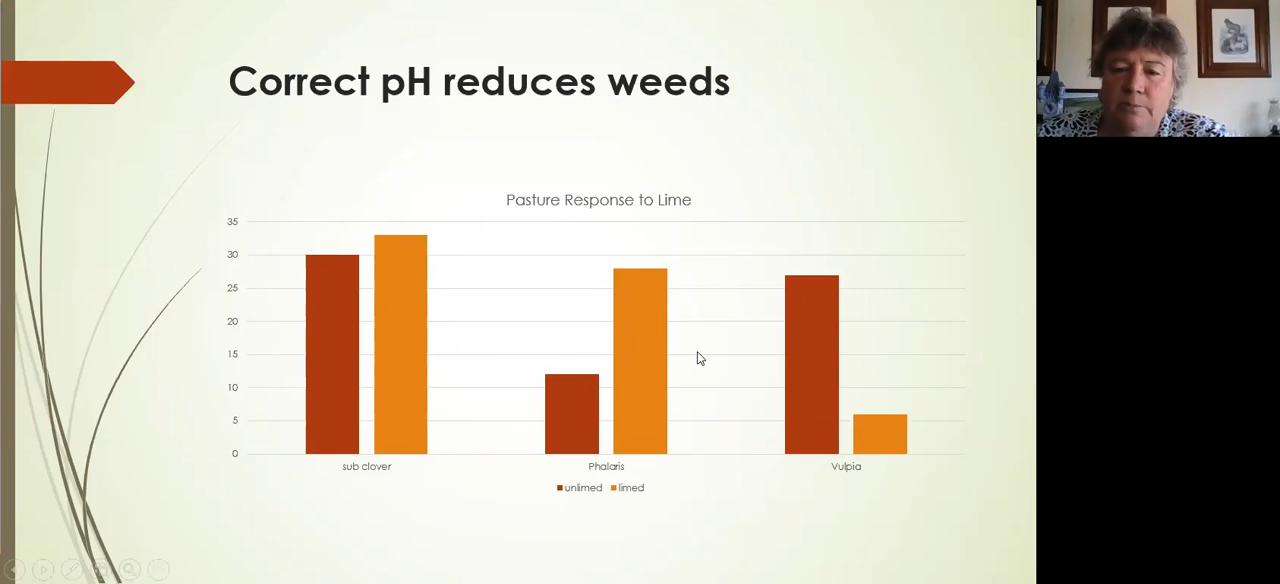 Correct pH reduces weeds
Pasture Response to Lime
35
30
25
20
15
10
5
0
sub clover Phalaris Vulpia
unlimed limed